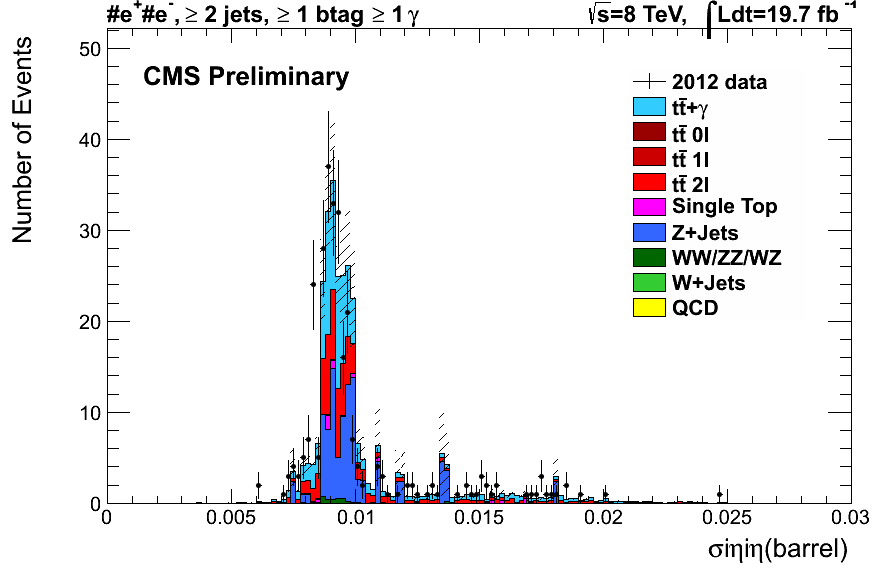 #e⁺#e⁻, ≥ 2 jets, ≥ 1 btag ≥ 1 γ
√s=8 TeV, ∫Ldt=19.7 fb⁻¹
CMS Preliminary
2012 data
tt̄+γ
tt̄ 0l
tt̄ 1l
tt̄ 2l
Single Top
Z+Jets
WW/ZZ/WZ
W+Jets
QCD
Number of Events
50
40
30
20
10
0
0 0.005 0.01 0.015 0.02 0.025 0.03
σiηiη(barrel)